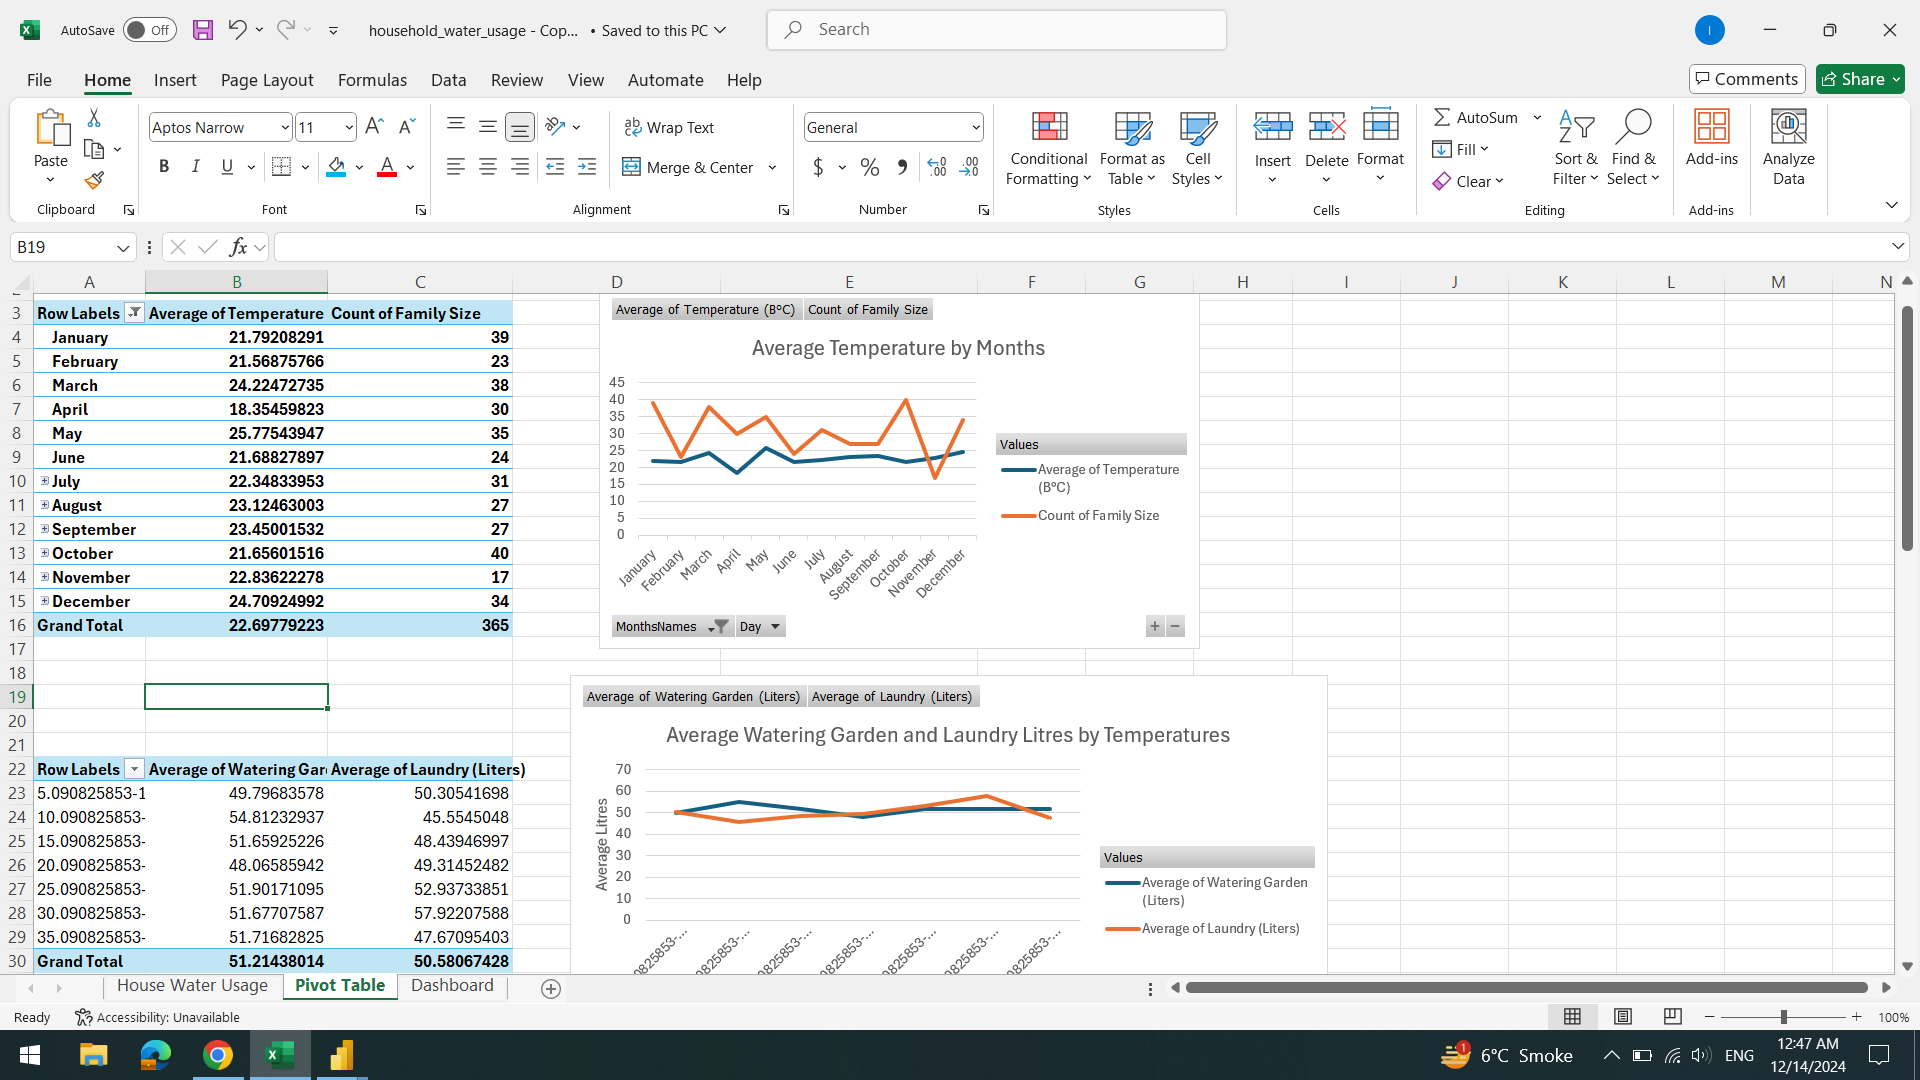 AutoSave Off household_water_usage - Cop... • Saved to this PC Search I
File Home Insert Page Layout Formulas Data Review View Automate Help Comments Share
Aptos Narrow 11 Wrap Text General AutoSum
Paste B I U Merge & Center $ % Conditional Formatting Format as Table Cell Styles Insert Delete Format Fill Clear Sort & Filter Find & Select Add-ins Analyze Data
Clipboard Font Alignment Number Styles Cells Editing Add-ins
B19 fx
A B C D E F G H I J K L M N
3 Row Labels Average of Temperature Count of Family Size
4 January 21.79208291 39
5 February 21.56875766 23
6 March 24.22472735 38
7 April 18.35459823 30
8 May 25.77543947 35
9 June 21.68827897 24
10 July 22.34833953 31
11 August 23.12463003 27
12 September 23.45001532 27
13 October 21.65601516 40
14 November 22.83622278 17
15 December 24.70924992 34
16 Grand Total 22.69779223 365
17
18
19
20
21
22 Row Labels Average of Watering Gar Average of Laundry (Liters)
23 5.090825853-1 49.79683578 50.30541698
24 10.090825853- 54.81232937 45.5545048
25 15.090825853- 51.65925226 48.43946997
26 20.090825853- 48.06585942 49.31452482
27 25.090825853- 51.90171095 52.93733851
28 30.090825853- 51.67707587 57.92207588
29 35.090825853- 51.71682825 47.67095403
30 Grand Total 51.21438014 50.58067428
Average of Temperature (В°C) Count of Family Size
Average Temperature by Months
45
40
35
30
25
20
15
10
5
0
January February March April May June July August September October November December
Values
Average of Temperature
(В°C)
Count of Family Size
MonthsNames Day + −
Average of Watering Garden (Liters) Average of Laundry (Liters)
Average Watering Garden and Laundry Litres by Temperatures
Average Litres
70
60
50
40
30
20
10
0
0825853-... 0825853-... 0825853-... 0825853-... 0825853-... 0825853-... 0825853-...
Values
Average of Watering Garden
(Liters)
Average of Laundry (Liters)
House Water Usage Pivot Table Dashboard
Ready Accessibility: Unavailable 100%
1 6°C Smoke ENG 12:47 AM
12/14/2024